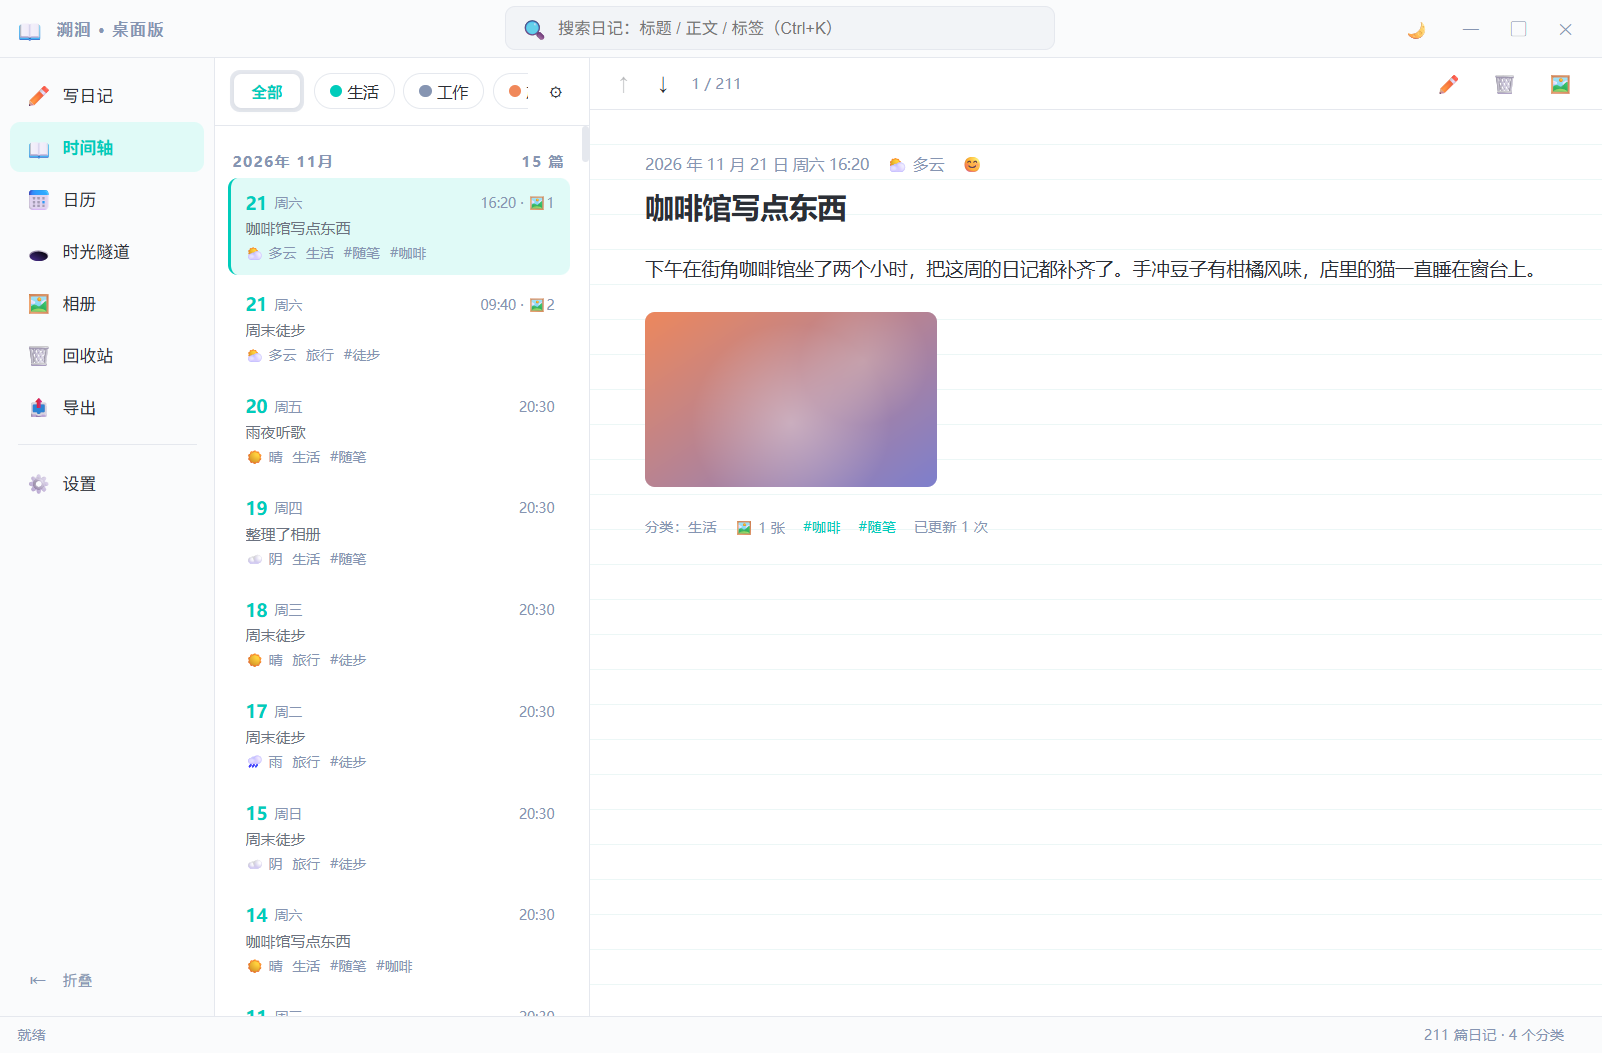 溯洄 • 桌面版
搜索日记：标题 / 正文 / 标签（Ctrl+K）
写日记
时间轴
日历
时光隧道
相册
回收站
导出
设置
折叠
全部
生活
工作
2026年 11月
15 篇
21 周六 16:20 · 1
咖啡馆写点东西
多云 生活 #随笔 #咖啡
21 周六 09:40 · 2
周末徒步
多云 旅行 #徒步
20 周五 20:30
雨夜听歌
晴 生活 #随笔
19 周四 20:30
整理了相册
阴 生活 #随笔
18 周三 20:30
周末徒步
晴 旅行 #徒步
17 周二 20:30
周末徒步
雨 旅行 #徒步
15 周日 20:30
周末徒步
阴 旅行 #徒步
14 周六 20:30
咖啡馆写点东西
晴 生活 #随笔 #咖啡
↑ ↓ 1 / 211
2026 年 11 月 21 日 周六 16:20 多云
咖啡馆写点东西
下午在街角咖啡馆坐了两个小时，把这周的日记都补齐了。手冲豆子有柑橘风味，店里的猫一直睡在窗台上。
分类：生活 1 张 #咖啡 #随笔 已更新 1 次
就绪
211 篇日记 · 4 个分类